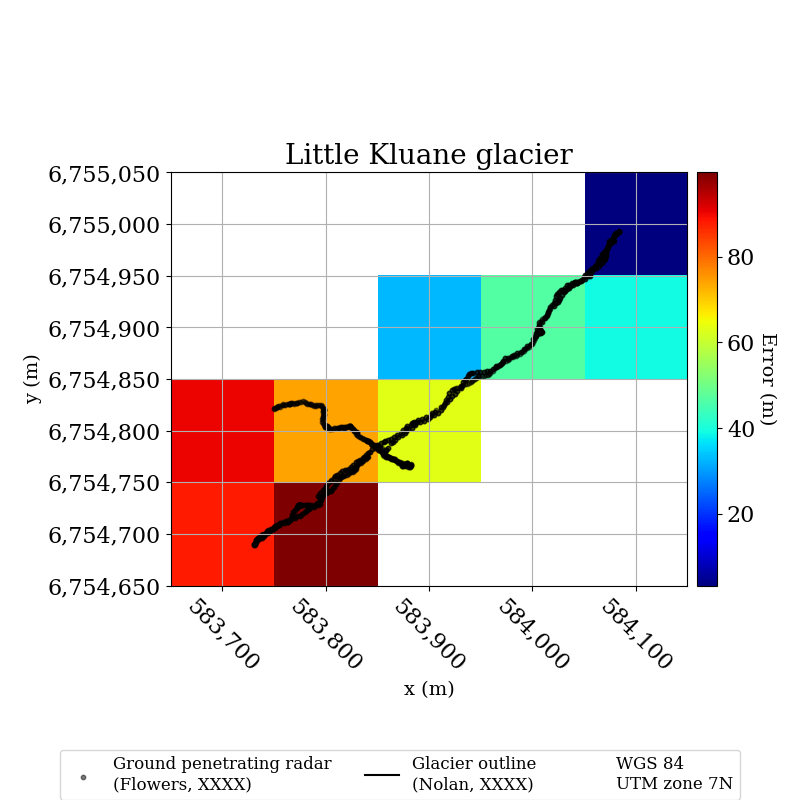 Little Kluane glacier
6,755,050
6,755,000
6,754,950
6,754,900
6,754,850
6,754,800
6,754,750
6,754,700
6,754,650
y (m)
583,700
583,800
583,900
584,000
584,100
x (m)
80
60
40
20
Error (m)
Ground penetrating radar
(Flowers, XXXX)
Glacier outline
(Nolan, XXXX)
WGS 84
UTM zone 7N